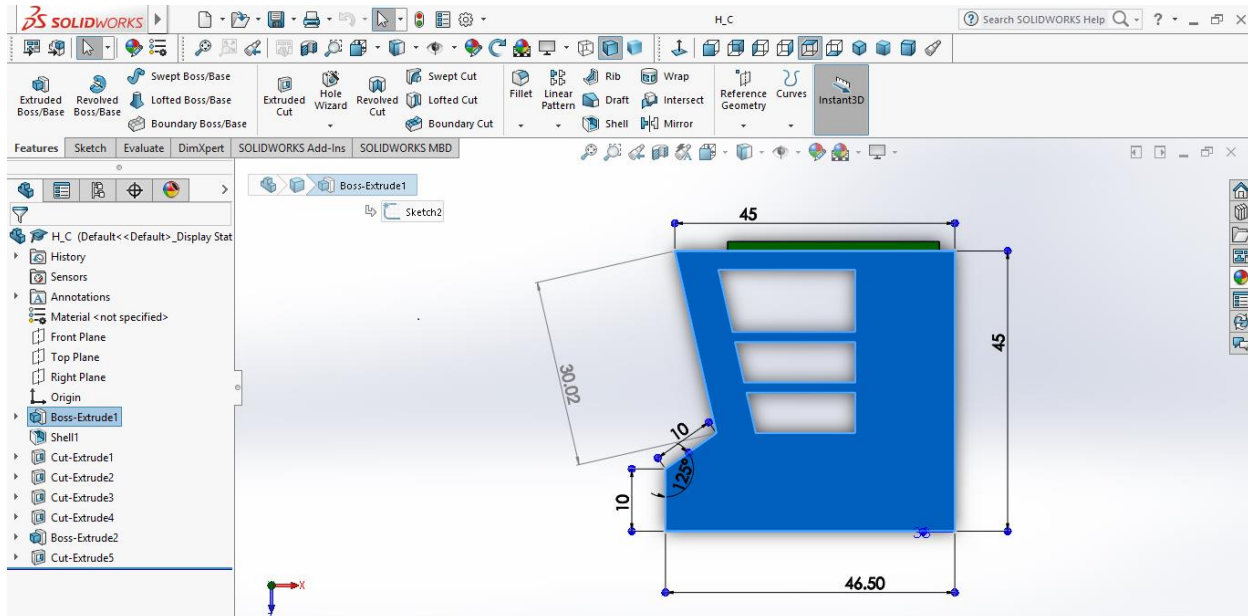 SOLIDWORKS
H_C
Search SOLIDWORKS Help
?
Extruded Boss/Base
Revolved Boss/Base
Swept Boss/Base
Lofted Boss/Base
Boundary Boss/Base
Extruded Cut
Hole Wizard
Revolved Cut
Swept Cut
Lofted Cut
Boundary Cut
Fillet
Linear Pattern
Rib
Draft
Shell
Wrap
Intersect
Mirror
Reference Geometry
Curves
Instant3D
Features
Sketch
Evaluate
DimXpert
SOLIDWORKS Add-Ins
SOLIDWORKS MBD
Boss-Extrude1
Sketch2
H_C (Default<<Default>_Display Stat
History
Sensors
Annotations
Material <not specified>
Front Plane
Top Plane
Right Plane
Origin
Boss-Extrude1
Shell1
Cut-Extrude1
Cut-Extrude2
Cut-Extrude3
Cut-Extrude4
Boss-Extrude2
Cut-Extrude5
45
45
30.02
10
125°
10
46.50
X